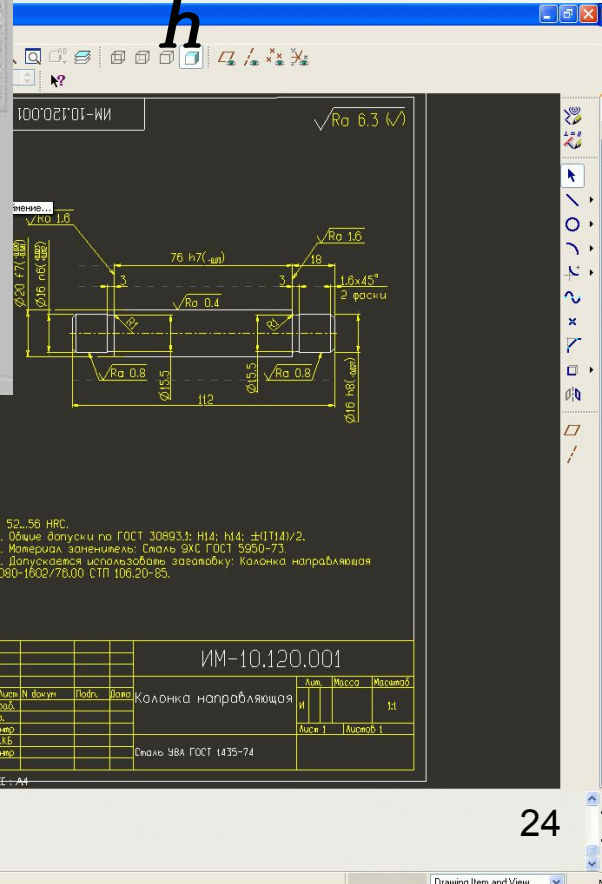 h
ИМ-10.120.001
Ra 6.3 (√)
Ra 1.6
Ra 1.6
76 h7
18
3
3
1.6x45°
2 фаски
Ra 0.4
Ø20 f7
Ø16 n6
R1
R1
Ra 0.8
Ø15.5
Ø15.5
Ra 0.8
Ø16 h8
112
52...56 HRC.
. Общие допуски по ГОСТ 30893.1: H14; h14; ±(IT14)/2.
. Материал заменитель: Сталь 9ХС ГОСТ 5950-73.
. Допускается использовать заготовку: Колонка направляющая
080-1602/76.00 СТП 106.20-85.
ИМ-10.120.001
Лит. Масса Масштаб
Лист N докум Подп. Дата
Колонка направляющая
И 1:1
Лист 1 Листов 1
Сталь У8А ГОСТ 1435-74
: A4
24
Drawing Item and View